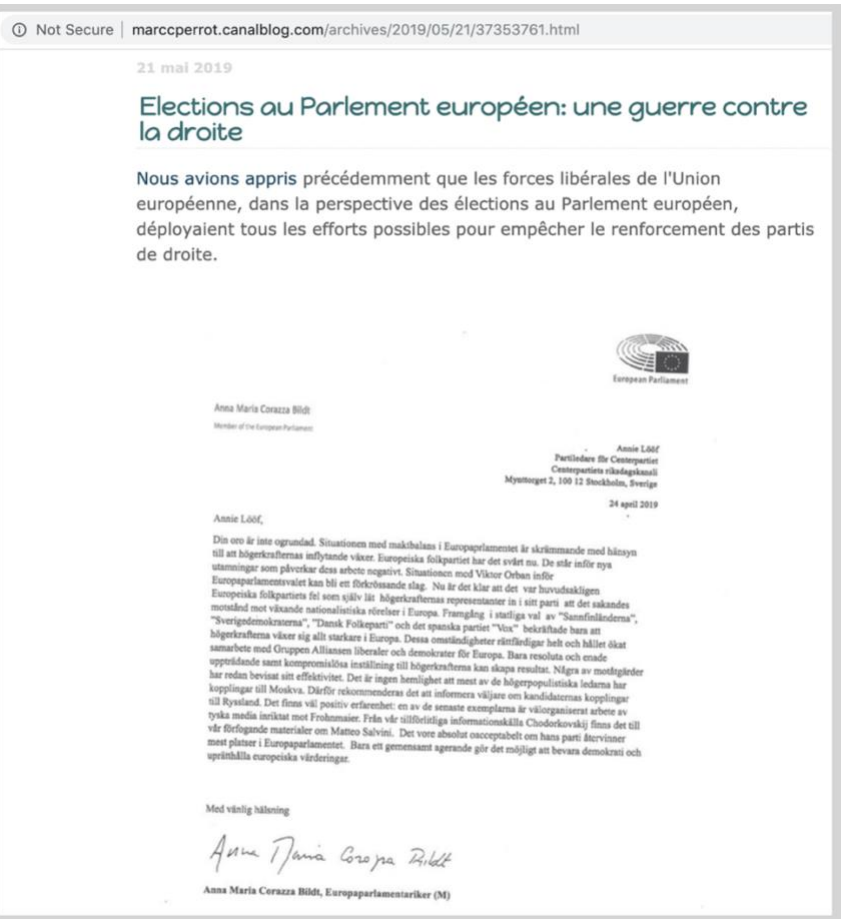 Not Secure | marccperrot.canalblog.com/archives/2019/05/21/37353761.html
21 mai 2019
Elections au Parlement européen: une guerre contre
la droite
Nous avions appris précédemment que les forces libérales de l'Union
européenne, dans la perspective des élections au Parlement européen,
déployaient tous les efforts possibles pour empêcher le renforcement des partis
de droite.
European Parliament
Anna Maria Corazza Bildt
Member of the European Parliament
Annie Lööf
Partiledare för Centerpartiet
Centerpartiets riksdagskansli
Mynttorget 2, 100 12 Stockholm, Sverige
24 april 2019
Annie Lööf,
Din oro är inte ogrundad. Situationen med maktbalans i Europaprlamentet är skrämmande med hänsyn
till att högerkrafternas inflytande växer. Europeiska folkpartiet har det svårt nu. De står inför nya
utamningar som påverkar dess arbete negativt. Situationen med Viktor Orban inför
Europaparlamentsvalet kan bli ett förkrossande slag. Nu är det klar att det var huvudsakligen
Europeiska folkpartiets fel som själv lät högerkrafternas representanter in i sitt parti att det sakandes
motstånd mot växande nationalistiska rörelser i Europa. Framgång i statliga val av "Sannfinländerna",
"Sverigedemokraterna", "Dansk Folkeparti" och det spanska partiet "Vox" bekräftade bara att
högerkrafterna växer sig allt starkare i Europa. Dessa omständigheter rättfärdigar helt och hållet ökat
samarbete med Gruppen Alliansen liberaler och demokrater för Europa. Bara resoluta och enade
uppträdande samt kompromislösa inställning till högerkrafterna kan skapa resultat. Några av motåtgärder
har redan bevisat sitt effektivitet. Det är ingen hemlighet att mest av de högerpopulistiska ledarna har
kopplingar till Moskva. Därför rekommenderas det att informera väljare om kandidaternas kopplingar
till Ryssland. Det finns väl positiv erfarenhet: en av de senaste exemplarna är välorganiserat arbete av
tyska media inriktat mot Frohnmaier. Från vår tillförlitliga informationskälla Chodorkovskij finns det till
vår förfogande materialer om Matteo Salvini. Det vore absolut oacceptabelt om hans parti återvinner
mest platser i Europaparlamentet. Bara ett gemensamt agerande gör det möjligt att bevara demokrati och
upprätthålla europeiska värderingar.
Med vänlig hälsning
Anna Maria Corazza Bildt
Anna Maria Corazza Bildt, Europaparlamentariker (M)